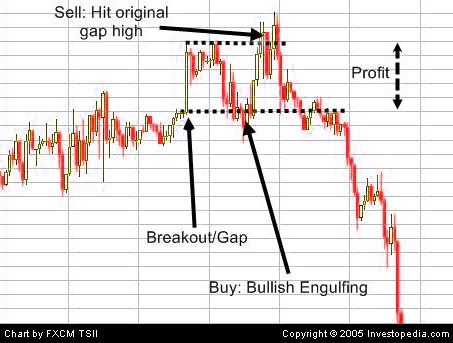 Sell: Hit original
gap high
Profit
Breakout/Gap
Buy: Bullish Engulfing
Chart by FXCM TSII
Copyright © 2005 Investopedia.com